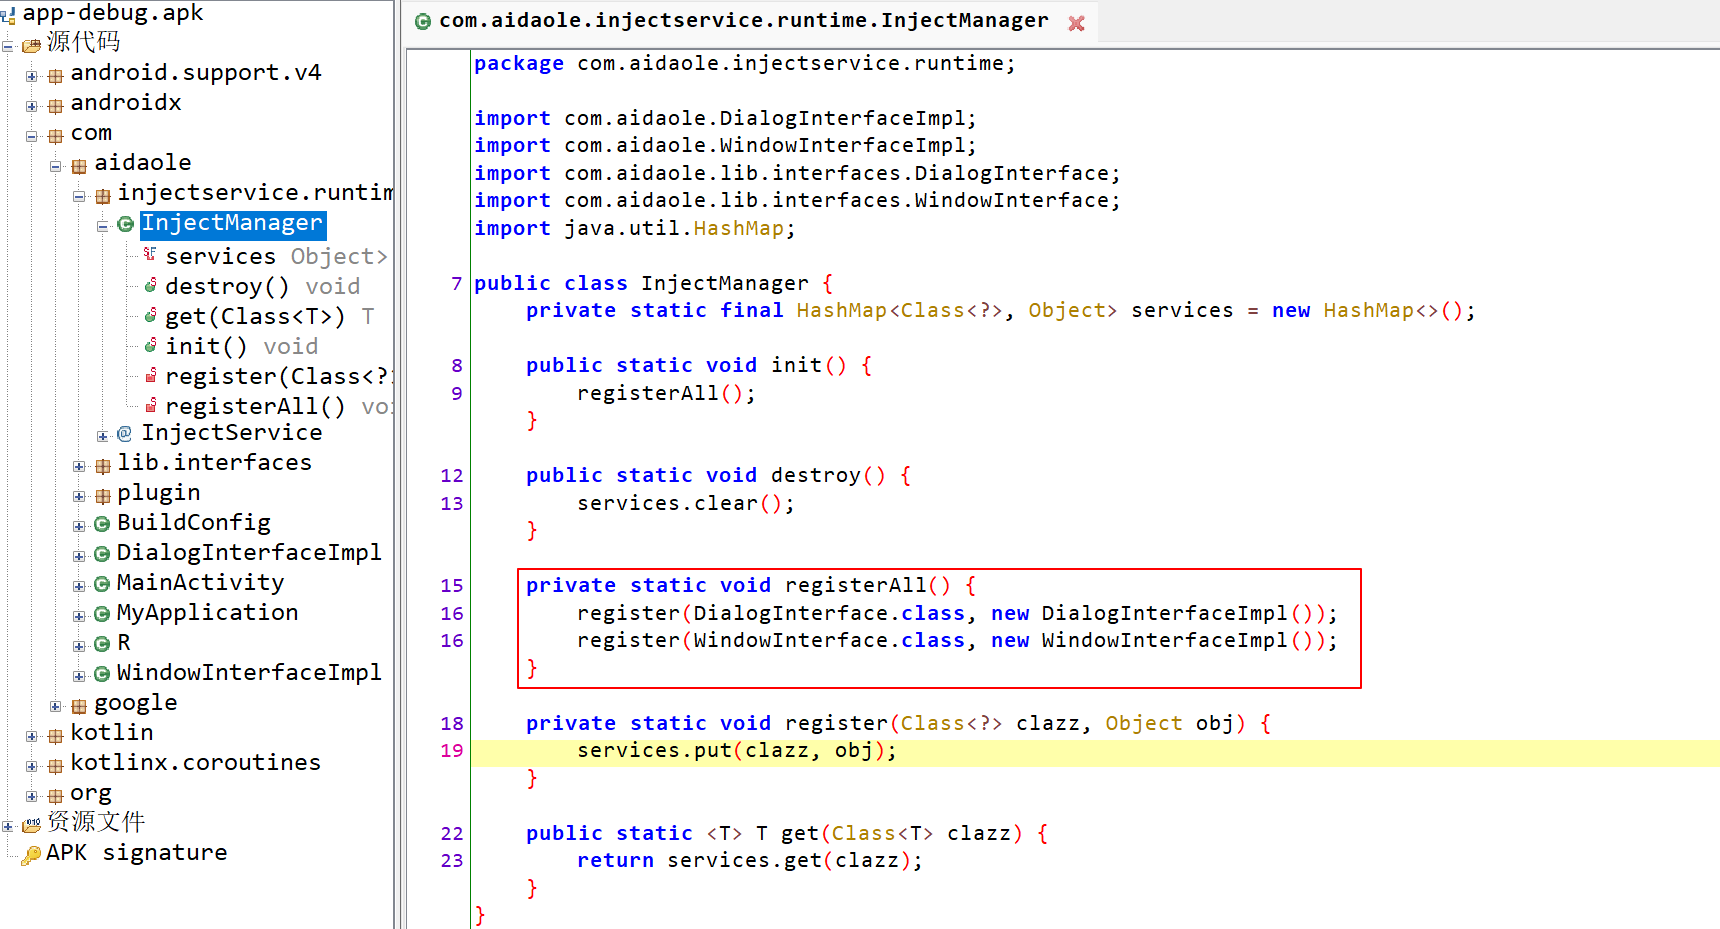 app-debug.apk
源代码
android.support.v4
androidx
com
aidaole
injectservice.runtim
InjectManager
services Object>
destroy() void
get(Class<T>) T
init() void
register(Class<?>
registerAll() voi
InjectService
lib.interfaces
plugin
BuildConfig
DialogInterfaceImpl
MainActivity
MyApplication
R
WindowInterfaceImpl
google
kotlin
kotlinx.coroutines
org
资源文件
APK signature
com.aidaole.injectservice.runtime.InjectManager
package com.aidaole.injectservice.runtime;
import com.aidaole.DialogInterfaceImpl;
import com.aidaole.WindowInterfaceImpl;
import com.aidaole.lib.interfaces.DialogInterface;
import com.aidaole.lib.interfaces.WindowInterface;
import java.util.HashMap;
7 public class InjectManager {
private static final HashMap<Class<?>, Object> services = new HashMap<>();
8 public static void init() {
9 registerAll();
}
12 public static void destroy() {
13 services.clear();
}
15 private static void registerAll() {
16 register(DialogInterface.class, new DialogInterfaceImpl());
16 register(WindowInterface.class, new WindowInterfaceImpl());
}
18 private static void register(Class<?> clazz, Object obj) {
19 services.put(clazz, obj);
}
22 public static <T> T get(Class<T> clazz) {
23 return services.get(clazz);
}
}